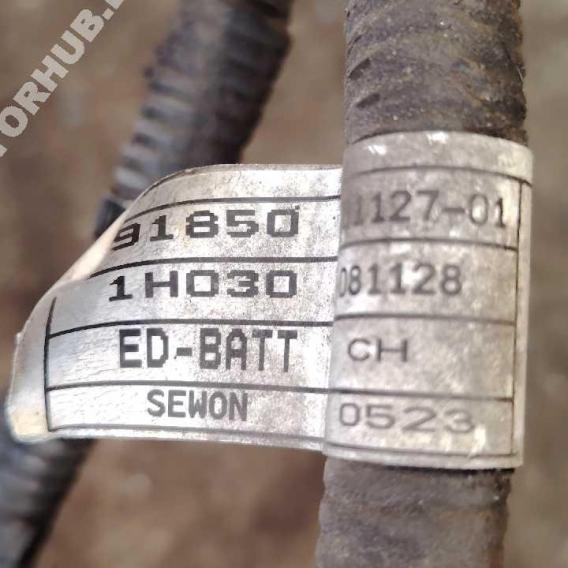 TORHUB.
91850 1127-01
1H030 081128
ED-BATT CH
SEWON 0523